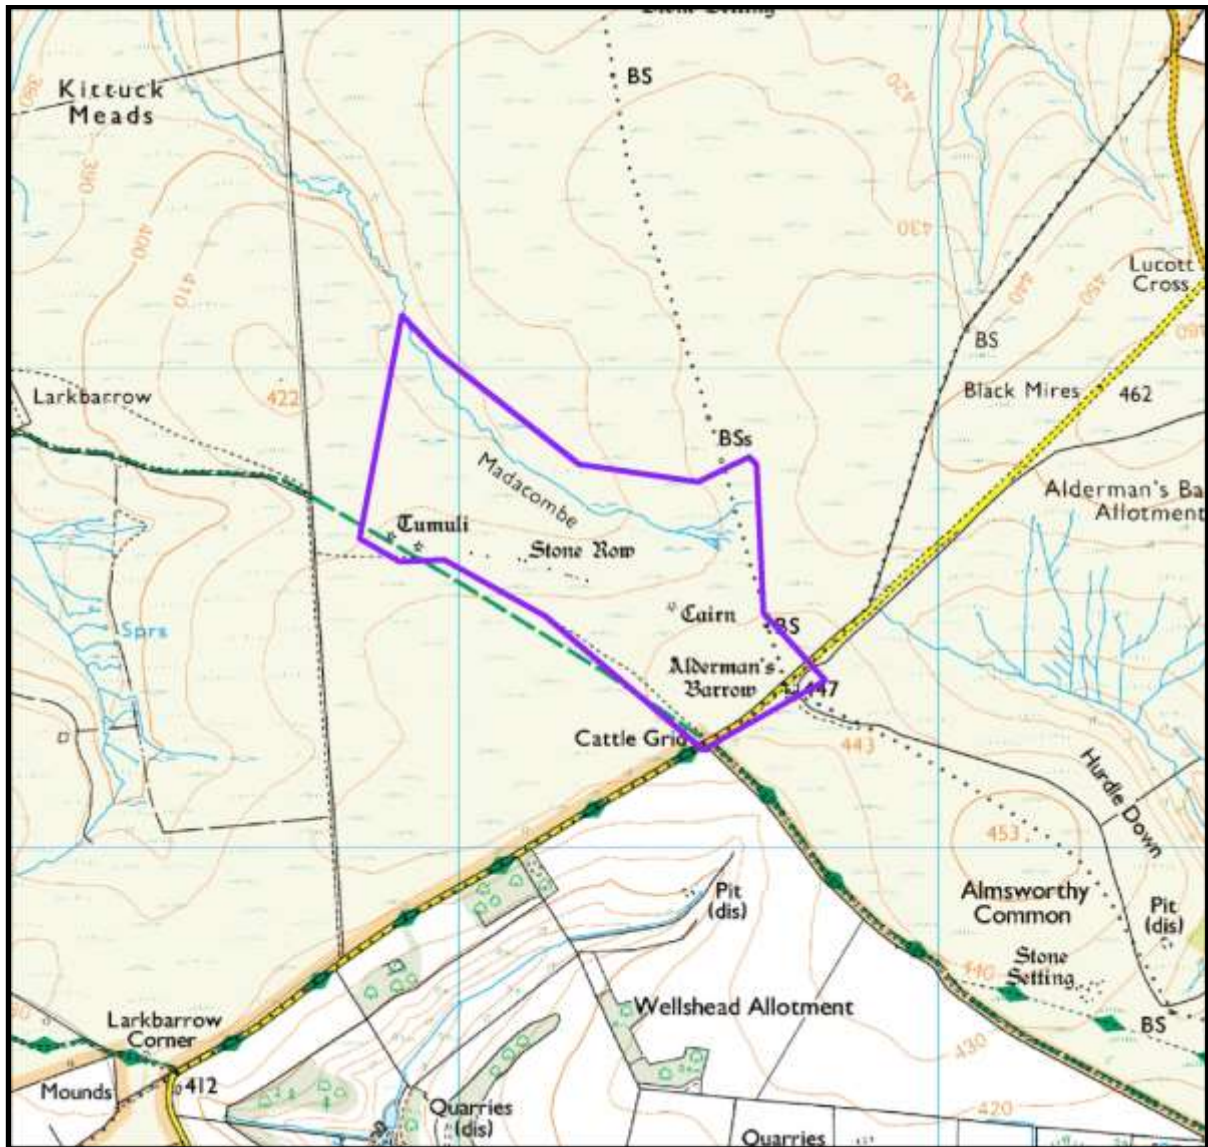 Kittuck
Meads
BS
420
380
390
400
410
430
Lucott
Cross
440
450
BS
Larkbarrow
422
Black Mires
462
BSs
Madacombe
Alderman's Ba
Allotment
Tumuli
Stone Row
Sprs
Cairn
BS
Alderman's
Barrow
447
Cattle Grid
443
Hurdle Down
453
Pit
(dis)
Almsworthy
Common
Pit
(dis)
Stone
Setting
440
Wellshead Allotment
BS
Larkbarrow
Corner
430
Mounds
412
Quarries
(dis)
420
Quarries